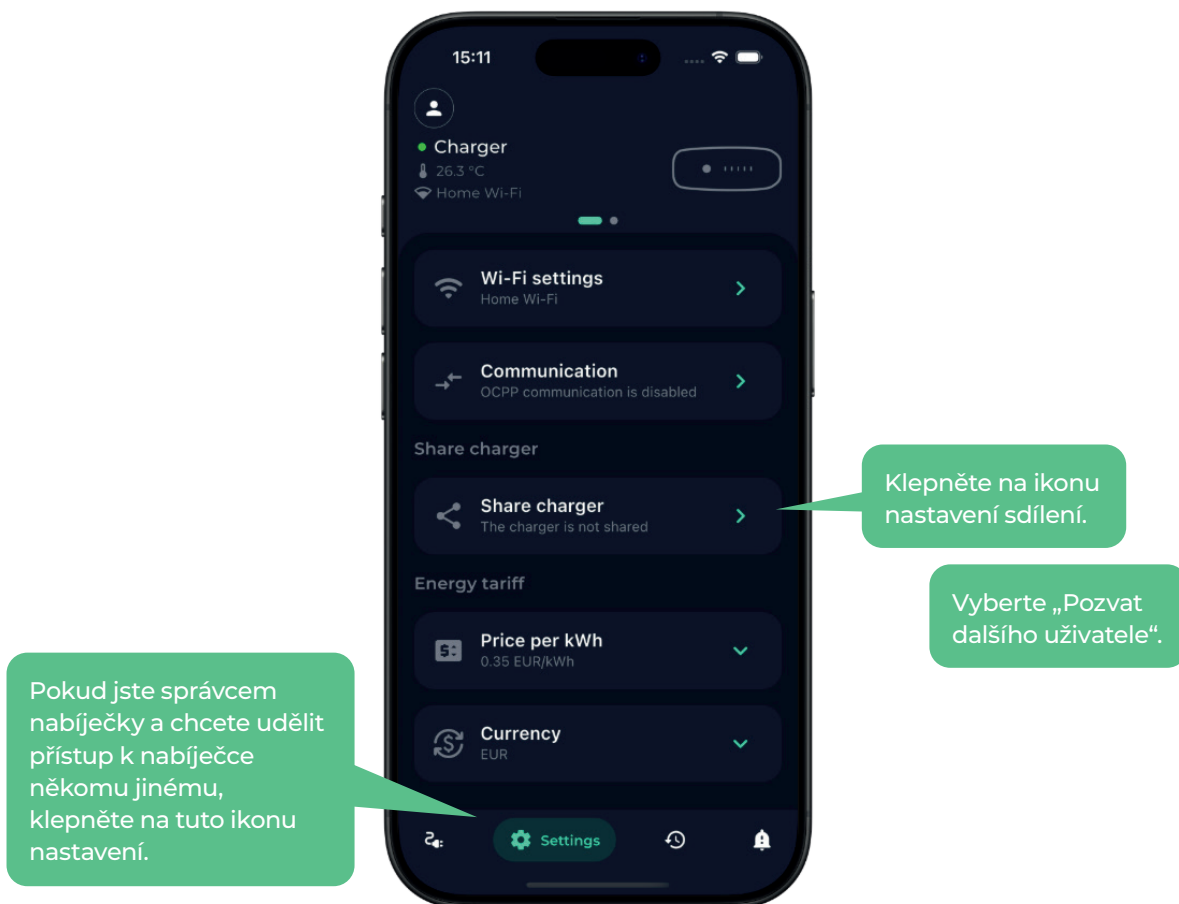 15:11
Charger
26.3 °C
Home Wi-Fi
Wi-Fi settings
Home Wi-Fi
Communication
OCPP communication is disabled
Share charger
Share charger
The charger is not shared
Klepněte na ikonu
nastavení sdílení.
Energy tariff
Vyberte „Pozvat
dalšího uživatele“.
Price per kWh
0.35 EUR/kWh
Pokud jste správcem
nabíječky a chcete udělit
přístup k nabíječce
někomu jinému,
klepněte na tuto ikonu
nastavení.
Currency
EUR
Settings